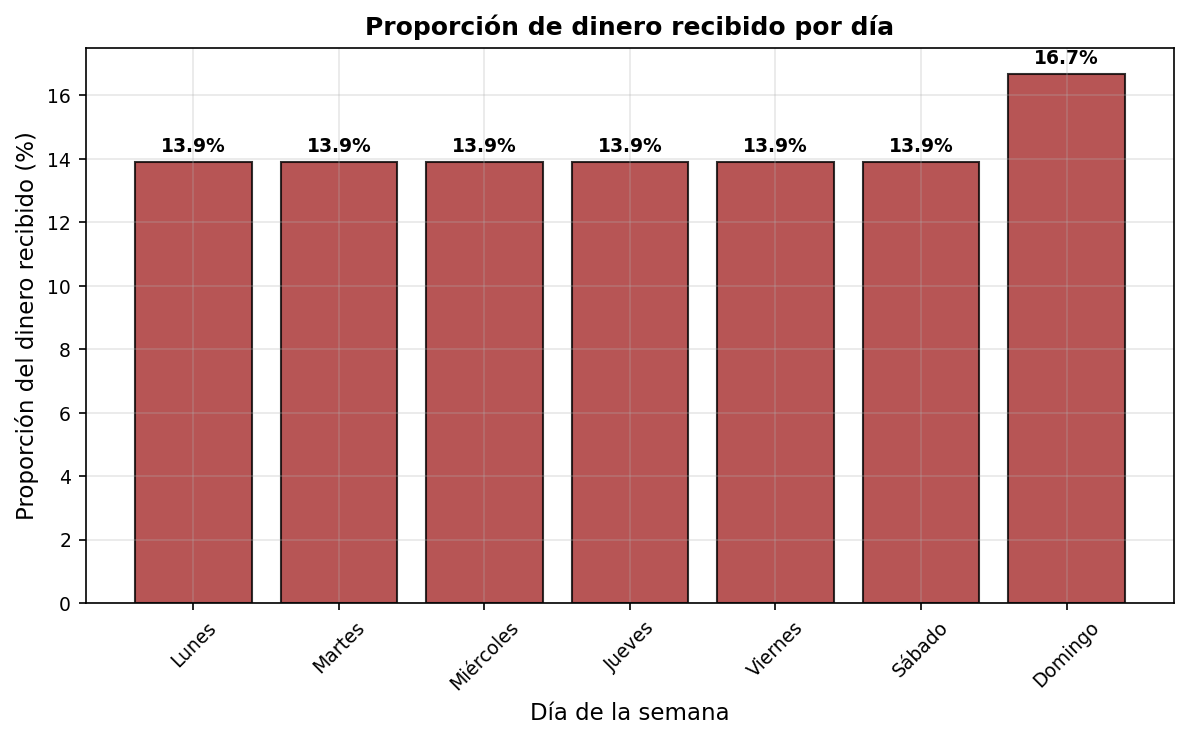 Proporción de dinero recibido por día
Proporción del dinero recibido (%)
16
14
12
10
8
6
4
2
0
13.9%
13.9%
13.9%
13.9%
13.9%
13.9%
16.7%
Lunes
Martes
Miércoles
Jueves
Viernes
Sábado
Domingo
Día de la semana